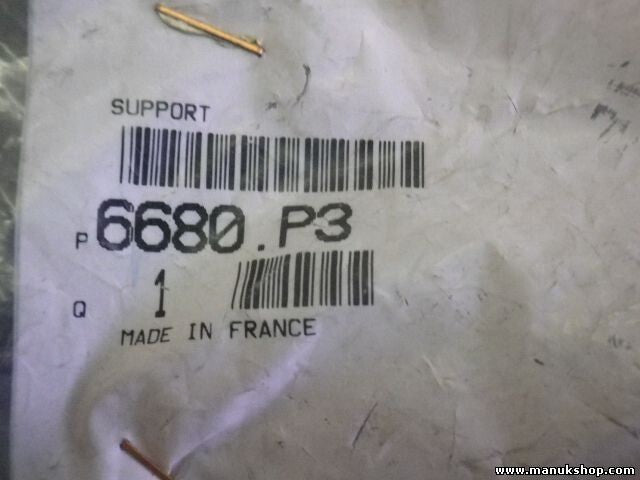 SUPPORT
P 6680.P3
Q 1
MADE IN FRANCE
www.manukshop.com